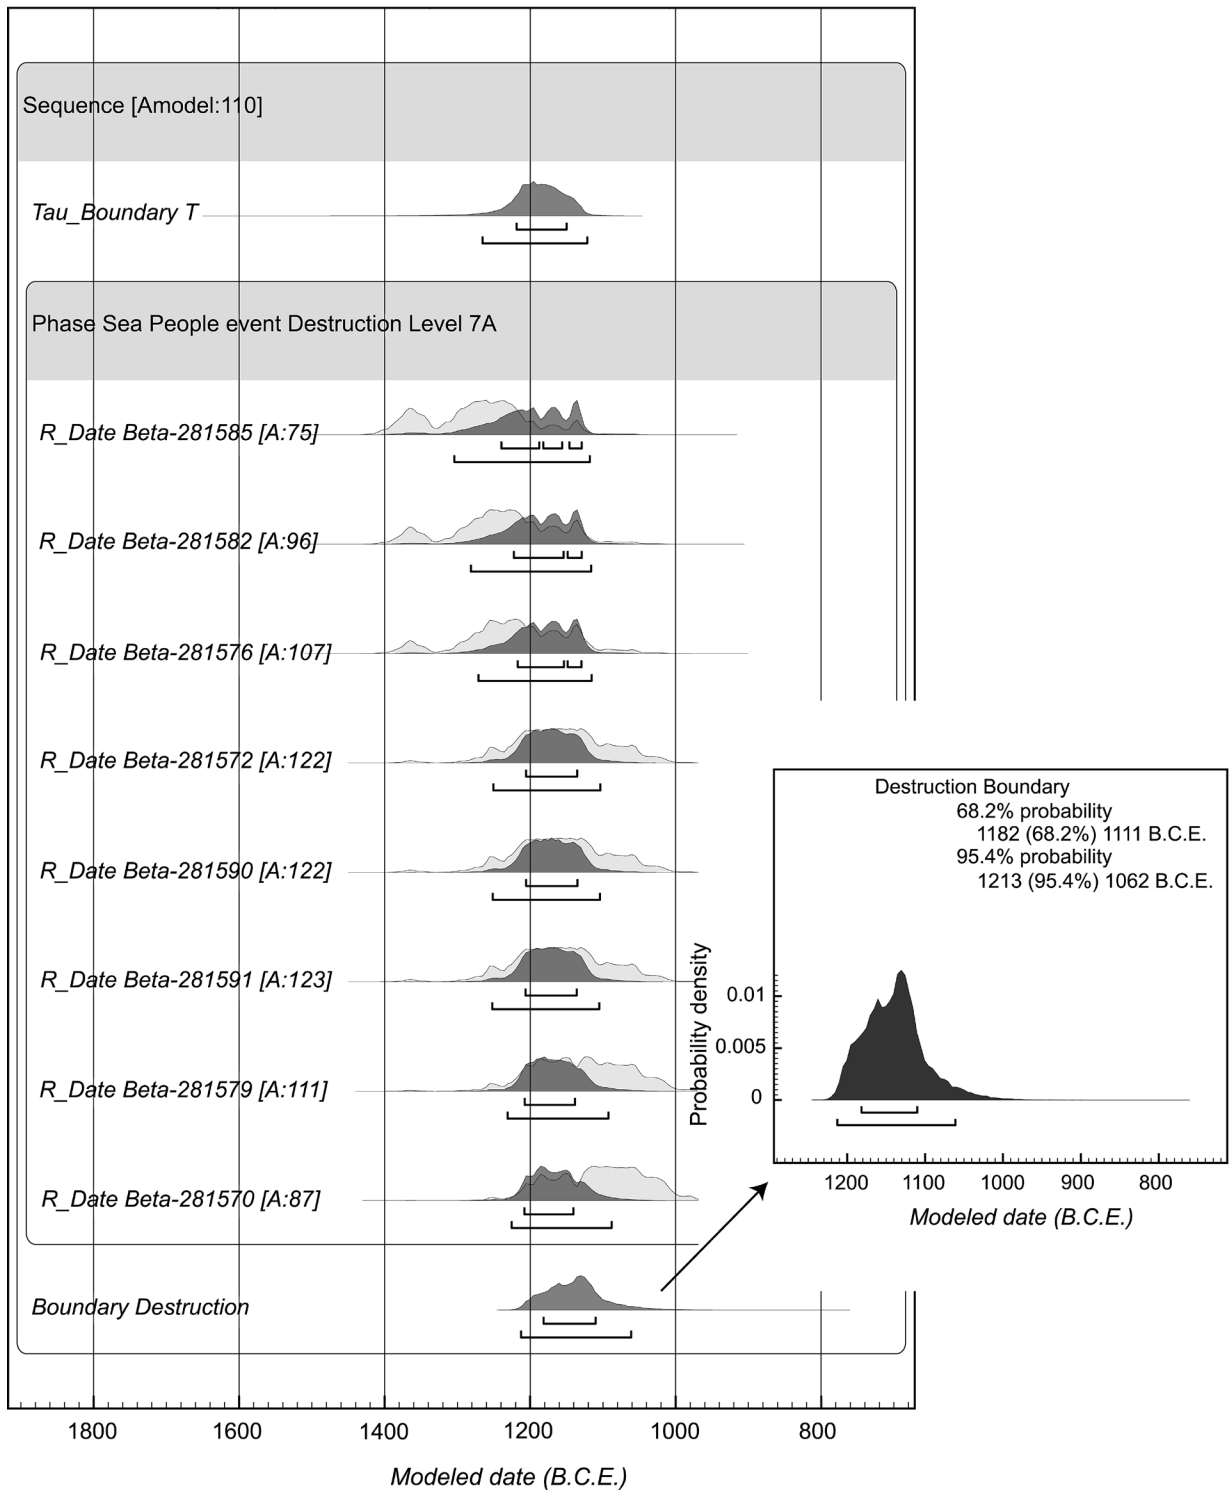 Sequence [Amodel:110]
Tau_Boundary T
Phase Sea People event Destruction Level 7A
R_Date Beta-281585 [A:75]
R_Date Beta-281582 [A:96]
R_Date Beta-281576 [A:107]
R_Date Beta-281572 [A:122]
R_Date Beta-281590 [A:122]
R_Date Beta-281591 [A:123]
R_Date Beta-281579 [A:111]
R_Date Beta-281570 [A:87]
Boundary Destruction
1800 1600 1400 1200 1000 800
Modeled date (B.C.E.)
Destruction Boundary
68.2% probability
1182 (68.2%) 1111 B.C.E.
95.4% probability
1213 (95.4%) 1062 B.C.E.
Probability density
0.01
0.005
0
1200 1100 1000 900 800
Modeled date (B.C.E.)